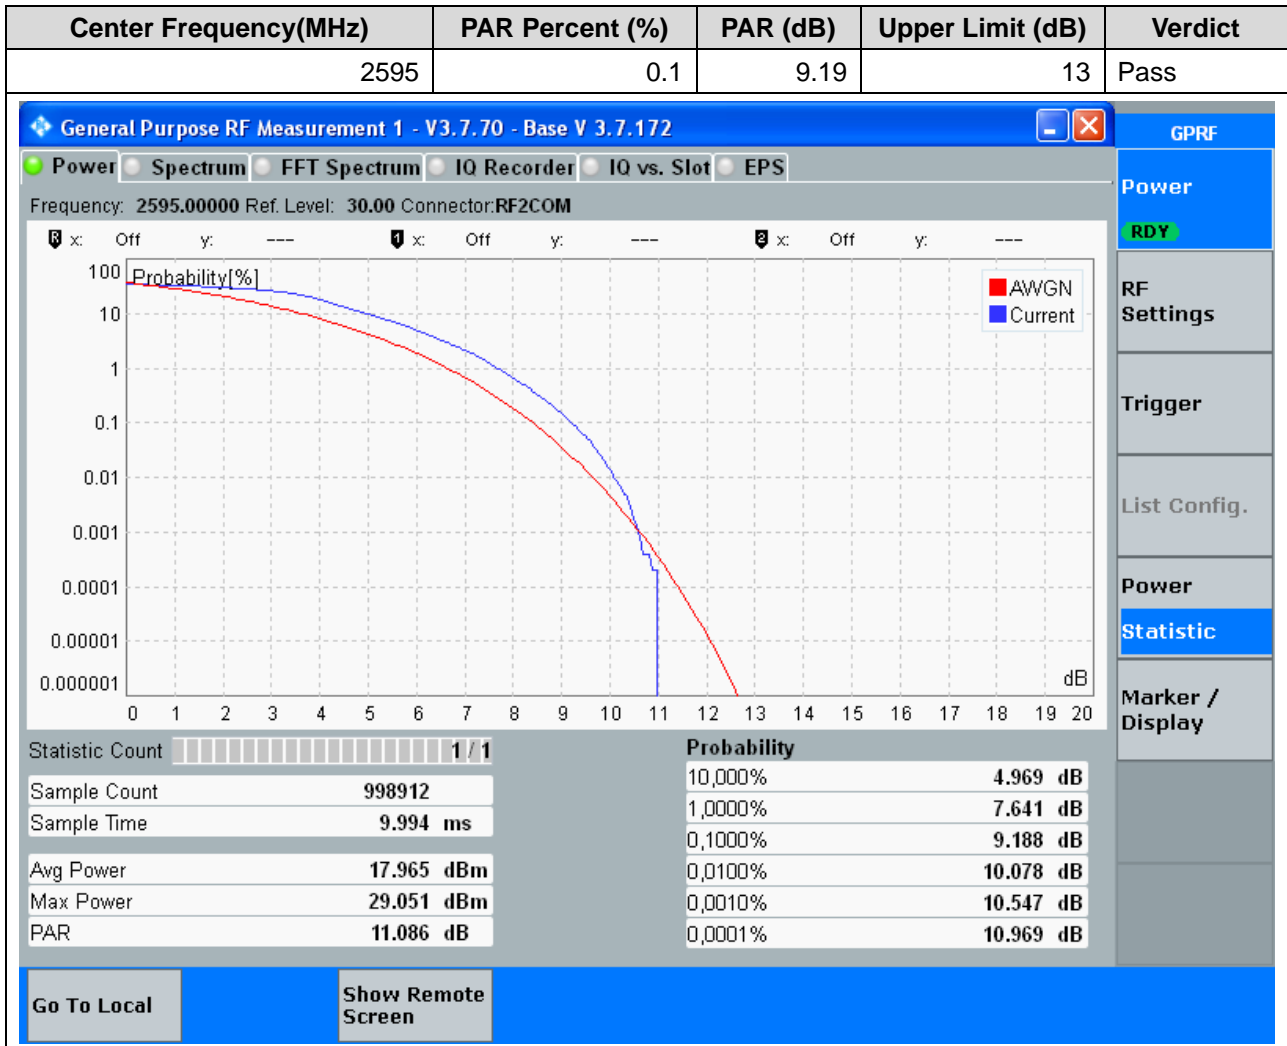 Center Frequency(MHz) PAR Percent (%) PAR (dB) Upper Limit (dB) Verdict
2595 0.1 9.19 13 Pass
General Purpose RF Measurement 1 - V3.7.70 - Base V 3.7.172
GPRF
Power Spectrum FFT Spectrum IQ Recorder IQ vs. Slot EPS
Power
RDY
Frequency: 2595.00000 Ref. Level: 30.00 Connector:RF2COM
R x: Off y: --- 1 x: Off y: --- 2 x: Off y: ---
Probability[%]
100
10
1
0.1
0.01
0.001
0.0001
0.00001
0.000001
AWGN
Current
dB
0 1 2 3 4 5 6 7 8 9 10 11 12 13 14 15 16 17 18 19 20
RF
Settings
Trigger
List Config.
Power
Statistic
Marker /
Display
Statistic Count 1 / 1
Sample Count 998912
Sample Time 9.994 ms
Avg Power 17.965 dBm
Max Power 29.051 dBm
PAR 11.086 dB
Probability
10,000% 4.969 dB
1,0000% 7.641 dB
0,1000% 9.188 dB
0,0100% 10.078 dB
0,0010% 10.547 dB
0,0001% 10.969 dB
Go To Local
Show Remote
Screen